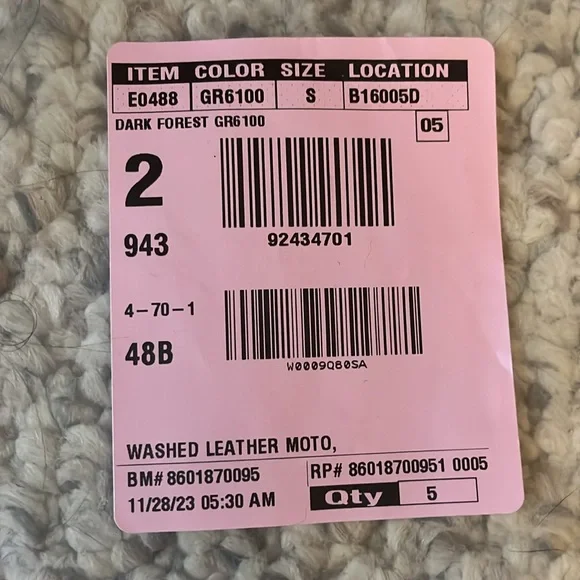 ITEM COLOR SIZE LOCATION
E0488 GR6100 S B16005D
DARK FOREST GR6100
05
2
92434701
943
4-70-1
48B
W0009Q80SA
WASHED LEATHER MOTO,
BM# 8601870095 RP# 86018700951 0005
11/28/23 05:30 AM Qty 5